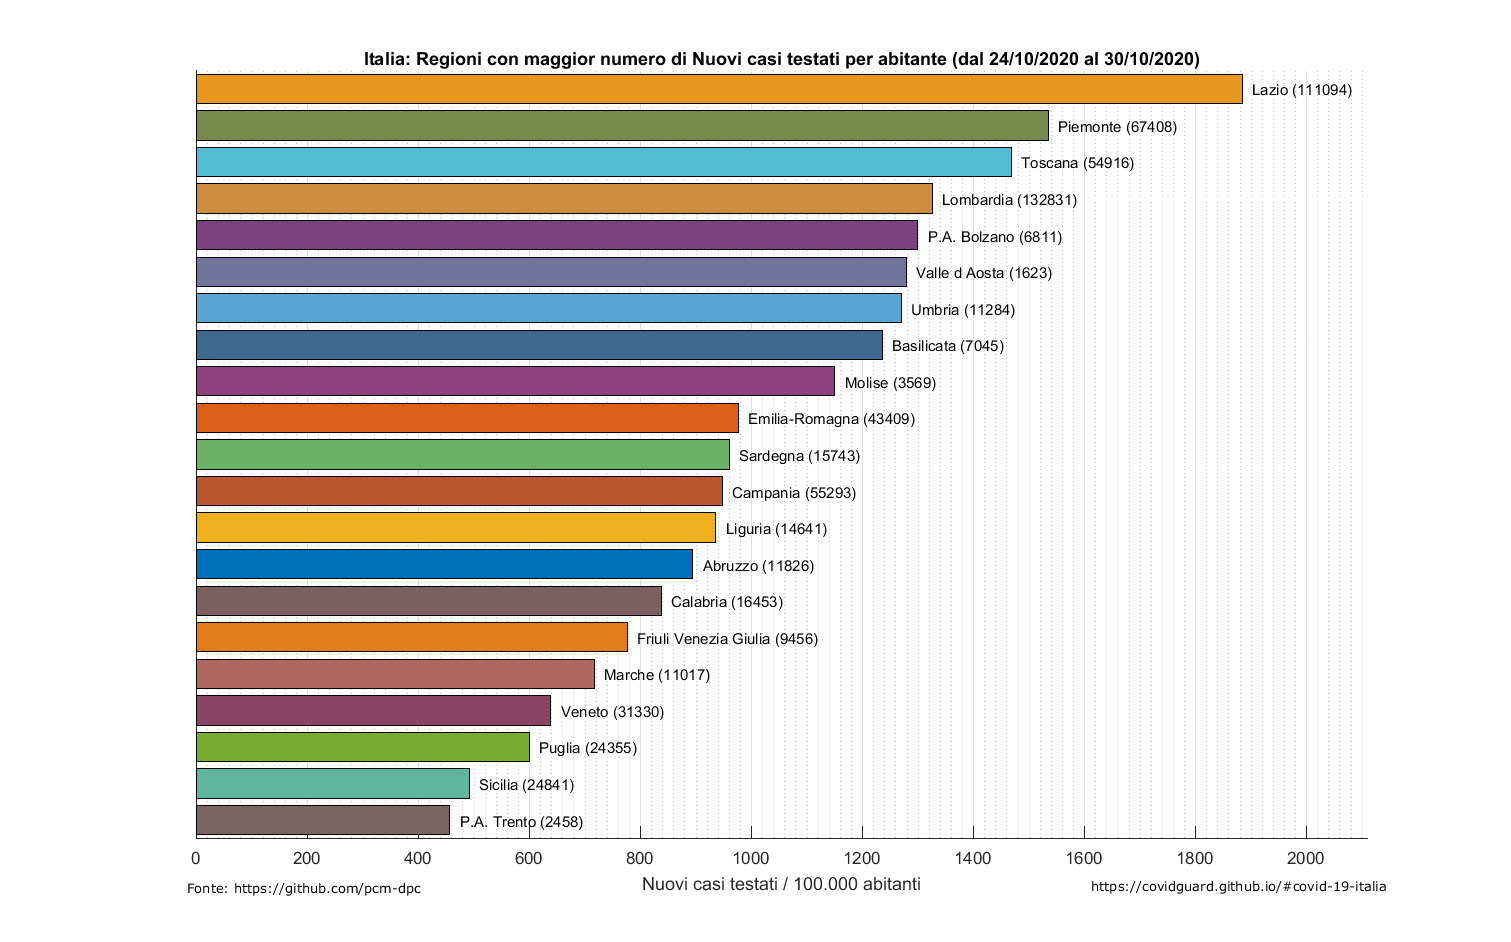 Italia: Regioni con maggior numero di Nuovi casi testati per abitante (dal 24/10/2020 al 30/10/2020)
Lazio (111094)
Piemonte (67408)
Toscana (54916)
Lombardia (132831)
P.A. Bolzano (6811)
Valle d Aosta (1623)
Umbria (11284)
Basilicata (7045)
Molise (3569)
Emilia-Romagna (43409)
Sardegna (15743)
Campania (55293)
Liguria (14641)
Abruzzo (11826)
Calabria (16453)
Friuli Venezia Giulia (9456)
Marche (11017)
Veneto (31330)
Puglia (24355)
Sicilia (24841)
P.A. Trento (2458)
0 200 400 600 800 1000 1200 1400 1600 1800 2000
Nuovi casi testati / 100.000 abitanti
Fonte: https://github.com/pcm-dpc
https://covidguard.github.io/#covid-19-italia